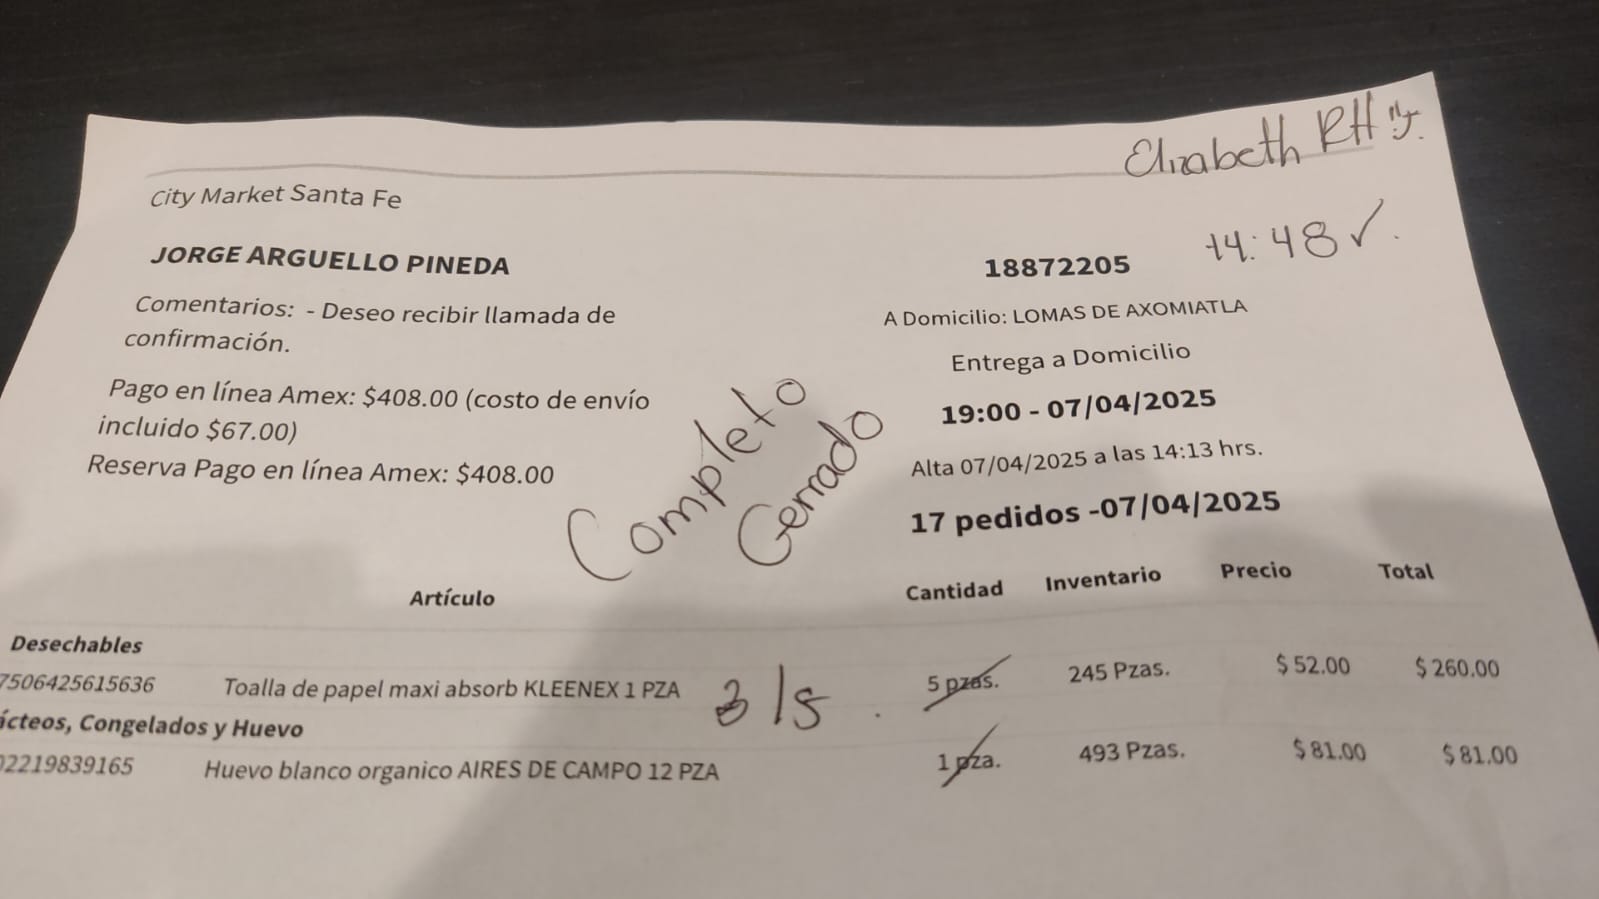 Elizabeth RH
City Market Santa Fe
14:48 ✓.
JORGE ARGUELLO PINEDA
18872205
Comentarios: - Deseo recibir llamada de
confirmación.
A Domicilio: LOMAS DE AXOMIATLA
Entrega a Domicilio
Pago en línea Amex: $408.00 (costo de envío
incluido $67.00)
19:00 - 07/04/2025
Reserva Pago en línea Amex: $408.00
Alta 07/04/2025 a las 14:13 hrs.
17 pedidos -07/04/2025
Completo
Cerrado
Artículo Cantidad Inventario Precio Total
Desechables
7506425615636 Toalla de papel maxi absorb KLEENEX 1 PZA 3/5 . 5 pzas. 245 Pzas. $ 52.00 $ 260.00
ácteos, Congelados y Huevo
02219839165 Huevo blanco organico AIRES DE CAMPO 12 PZA 1 pza. 493 Pzas. $ 81.00 $ 81.00